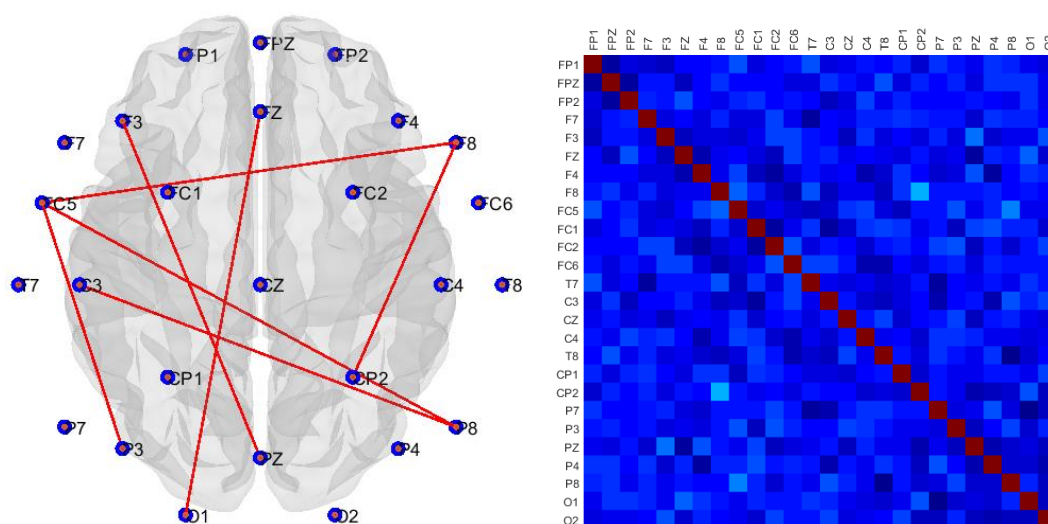 FPZ
FP1 FP2
FZ
F3 F4
F7 F8
FC1 FC2
FC5 FC6
T7 C3 CZ C4 T8
CP1 CP2
P7 P8
P3 P4
PZ
O1 O2
FP1 FPZ FP2 F7 F3 FZ F4 F8 FC5 FC1 FC2 FC6 T7 C3 CZ C4 T8 CP1 CP2 P7 P3 PZ P4 P8 O1 O2
FP1
FPZ
FP2
F7
F3
FZ
F4
F8
FC5
FC1
FC2
FC6
T7
C3
CZ
C4
T8
CP1
CP2
P7
P3
PZ
P4
P8
O1
O2